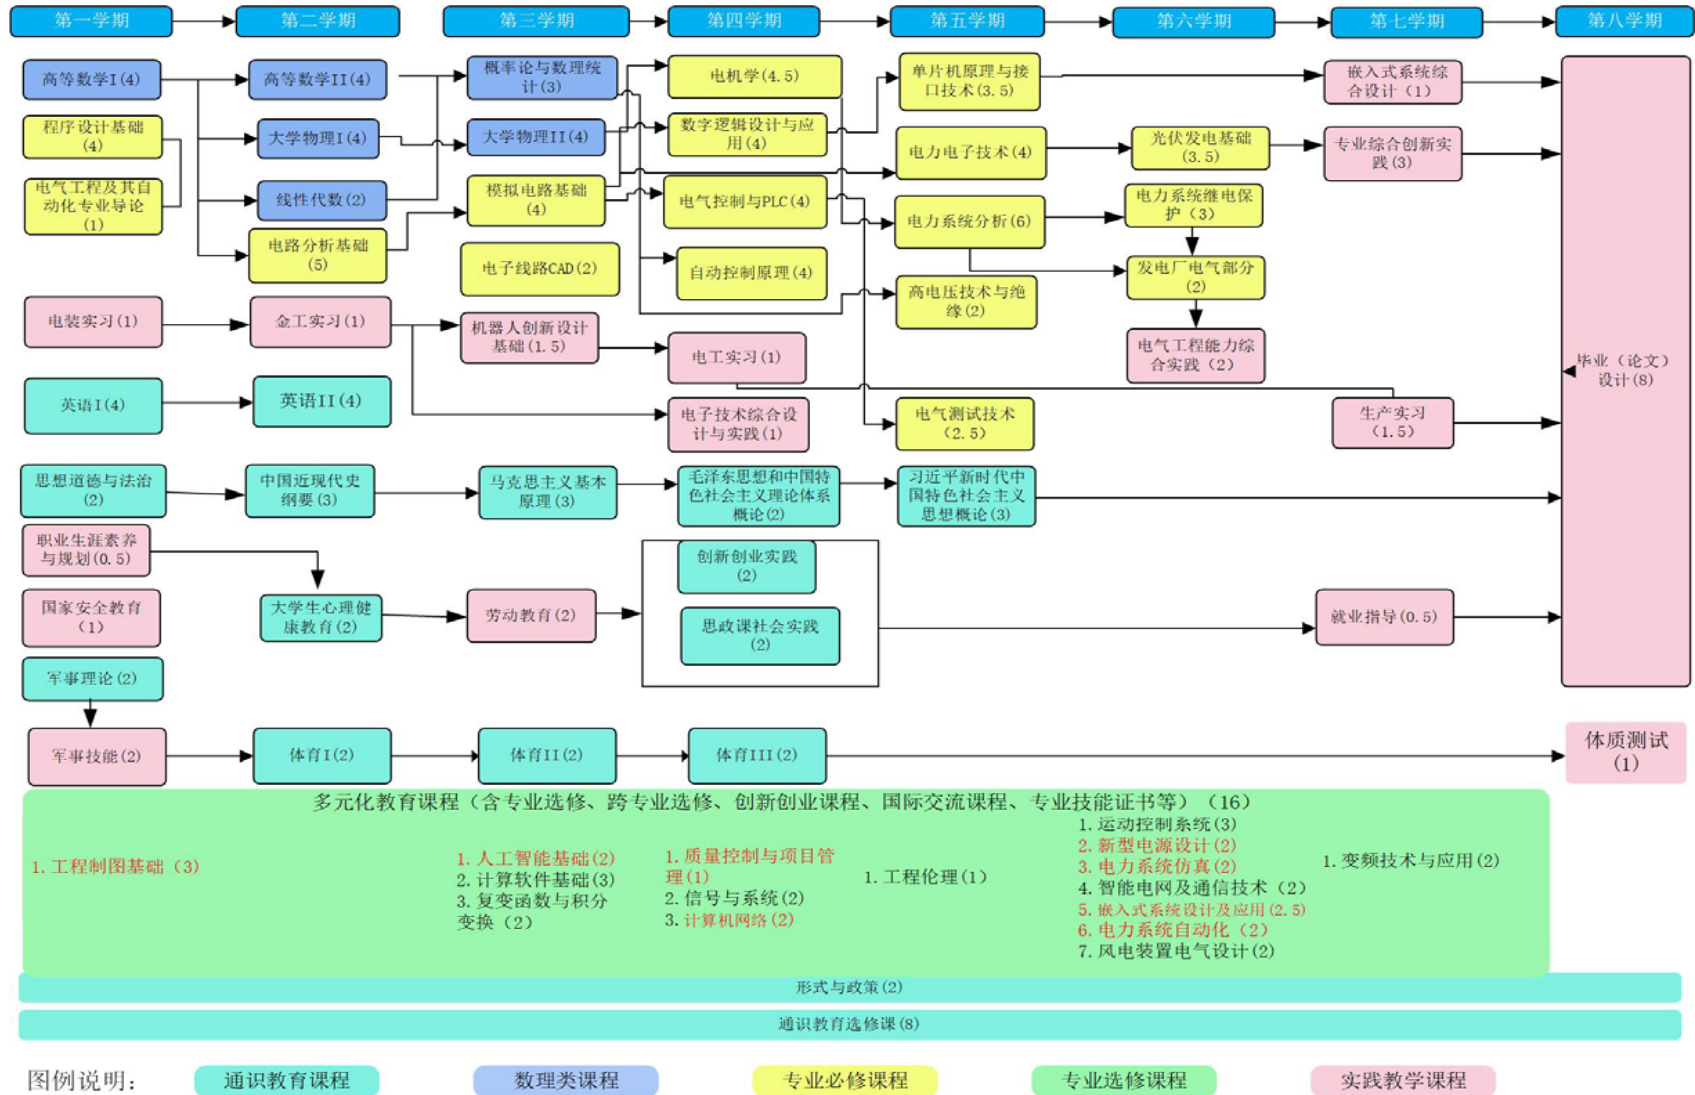 第一学期
第二学期
第三学期
第四学期
第五学期
第六学期
第七学期
第八学期
高等数学I(4)
高等数学II(4)
概率论与数理统
计(3)
电机学(4.5)
单片机原理与接
口技术(3.5)
嵌入式系统综
合设计（1）
程序设计基础
(4)
大学物理I(4)
大学物理II(4)
数字逻辑设计与应
用(4)
电力电子技术(4)
光伏发电基础
(3.5)
专业综合创新实
践(3)
电气工程及其自
动化专业导论
(1)
线性代数(2)
模拟电路基础
(4)
电气控制与PLC(4)
电力系统分析(6)
电力系统继电保
护（3）
电路分析基础
(5)
电子线路CAD(2)
自动控制原理(4)
高电压技术与绝
缘(2)
发电厂电气部分
(2)
电装实习(1)
金工实习(1)
机器人创新设计
基础(1.5)
电工实习(1)
电气工程能力综
合实践（2）
毕业（论文）
设计(8)
英语I(4)
英语II(4)
电子技术综合设
计与实践(1)
电气测试技术
（2.5）
生产实习
（1.5）
思想道德与法治
(2)
中国近现代史
纲要(3)
马克思主义基本
原理(3)
毛泽东思想和中国特
色社会主义理论体系
概论(2)
习近平新时代中
国特色社会主义
思想概论(3)
职业生涯素养
与规划(0.5)
国家安全教育
（1）
大学生心理健
康教育(2)
劳动教育(2)
创新创业实践
(2)
思政课社会实践
(2)
就业指导(0.5)
军事理论(2)
军事技能(2)
体育I(2)
体育II(2)
体育III(2)
体质测试
(1)
多元化教育课程（含专业选修、跨专业选修、创新创业课程、国际交流课程、专业技能证书等）（16）
1.工程制图基础（3）
1.人工智能基础(2)
2.计算软件基础(3)
3.复变函数与积分
变换（2）
1.质量控制与项目管
理(1)
2.信号与系统(2)
3.计算机网络(2)
1.工程伦理(1)
1.运动控制系统(3)
2.新型电源设计(2)
3.电力系统仿真(2)
4.智能电网及通信技术（2）
5.嵌入式系统设计及应用(2.5)
6.电力系统自动化（2）
7.风电装置电气设计(2)
1.变频技术与应用(2)
形式与政策(2)
通识教育选修课(8)
图例说明：
通识教育课程
数理类课程
专业必修课程
专业选修课程
实践教学课程